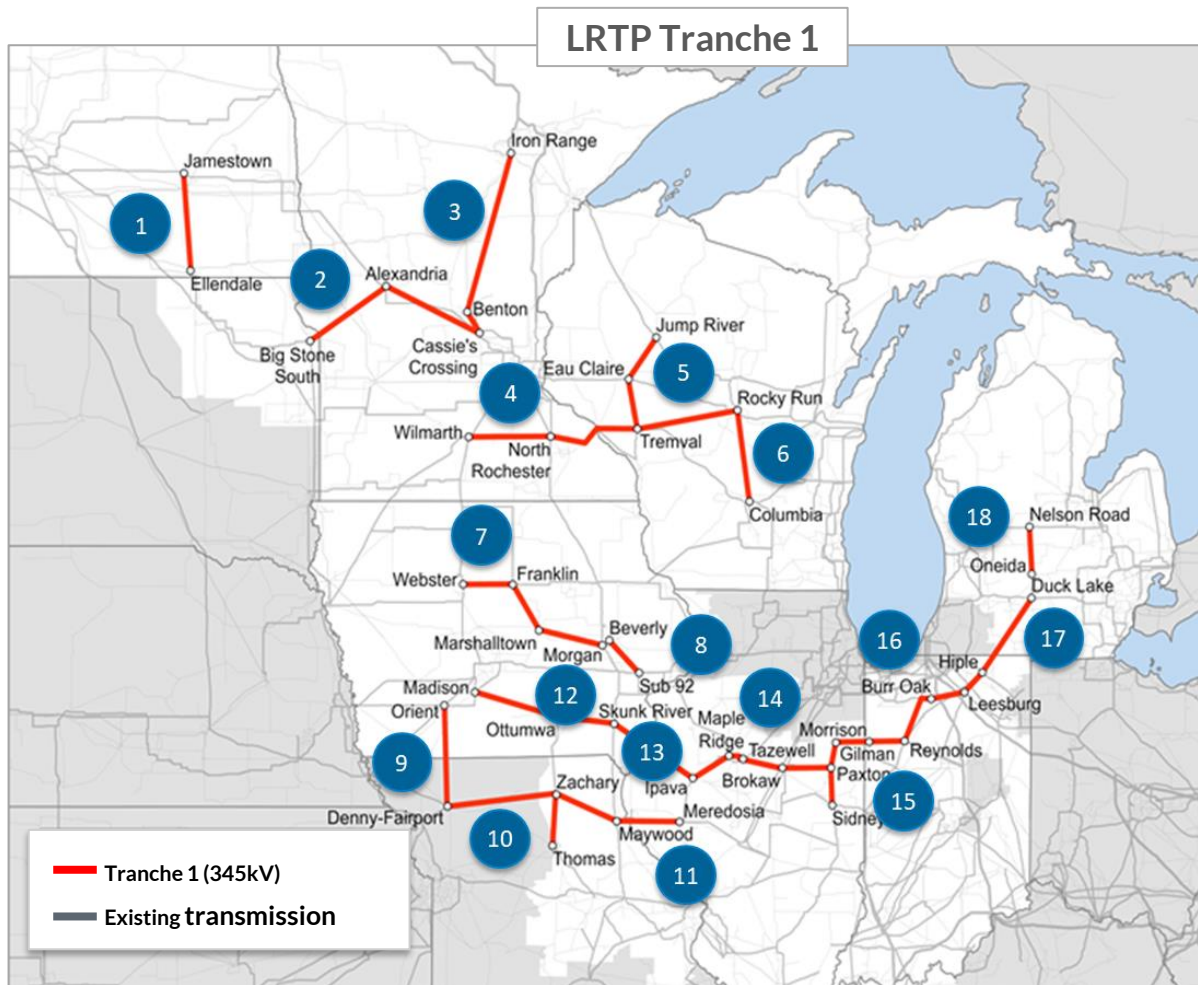 LRTP Tranche 1
Iron Range
Jamestown
1
3
2
Alexandria
Ellendale
Benton
Big Stone
South
Cassie's
Crossing
Jump River
Eau Claire
5
4
Rocky Run
Wilmarth
North
Rochester
Tremval
6
Columbia
18
Nelson Road
7
Oneida
Webster
Franklin
Duck Lake
Marshalltown
Beverly
Morgan
8
16
17
Hiple
Madison
12
Sub 92
14
Burr Oak
Leesburg
Orient
Skunk River
Ottumwa
Maple
Ridge
Morrison
13
Tazewell
Gilman
Reynolds
9
Zachary
Ipava
Brokaw
Paxton
15
Denny-Fairport
Meredosia
Sidney
10
Maywood
Thomas
11
Tranche 1 (345kV)
Existing transmission